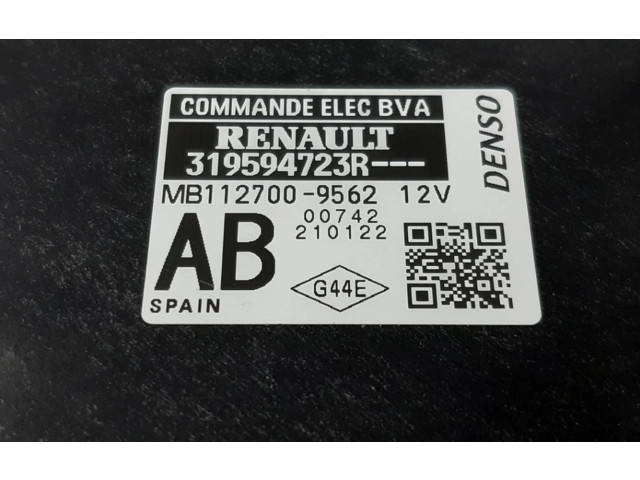 COMMANDE ELEC BVA
RENAULT
319594723R---
MB112700-9562 12V
00742
210122
AB
G44E
SPAIN
DENSO